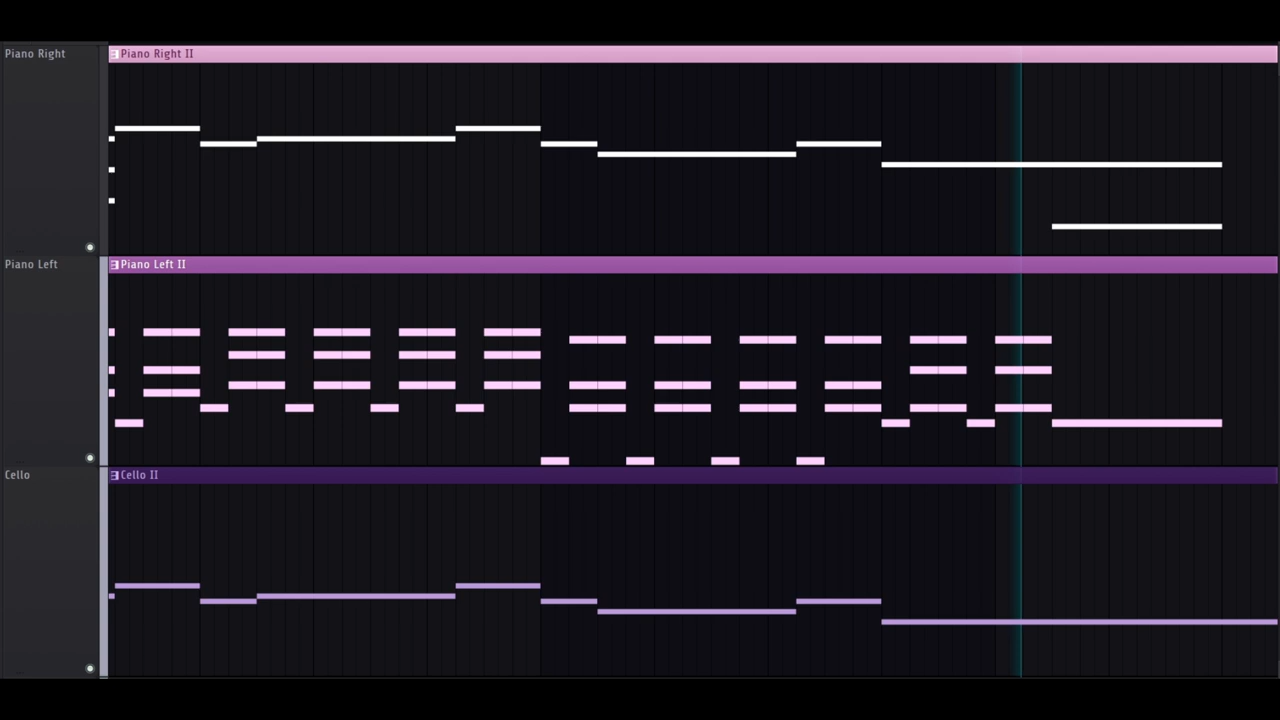 Piano Right
Piano Right II
Piano Left
Piano Left II
Cello
Cello II